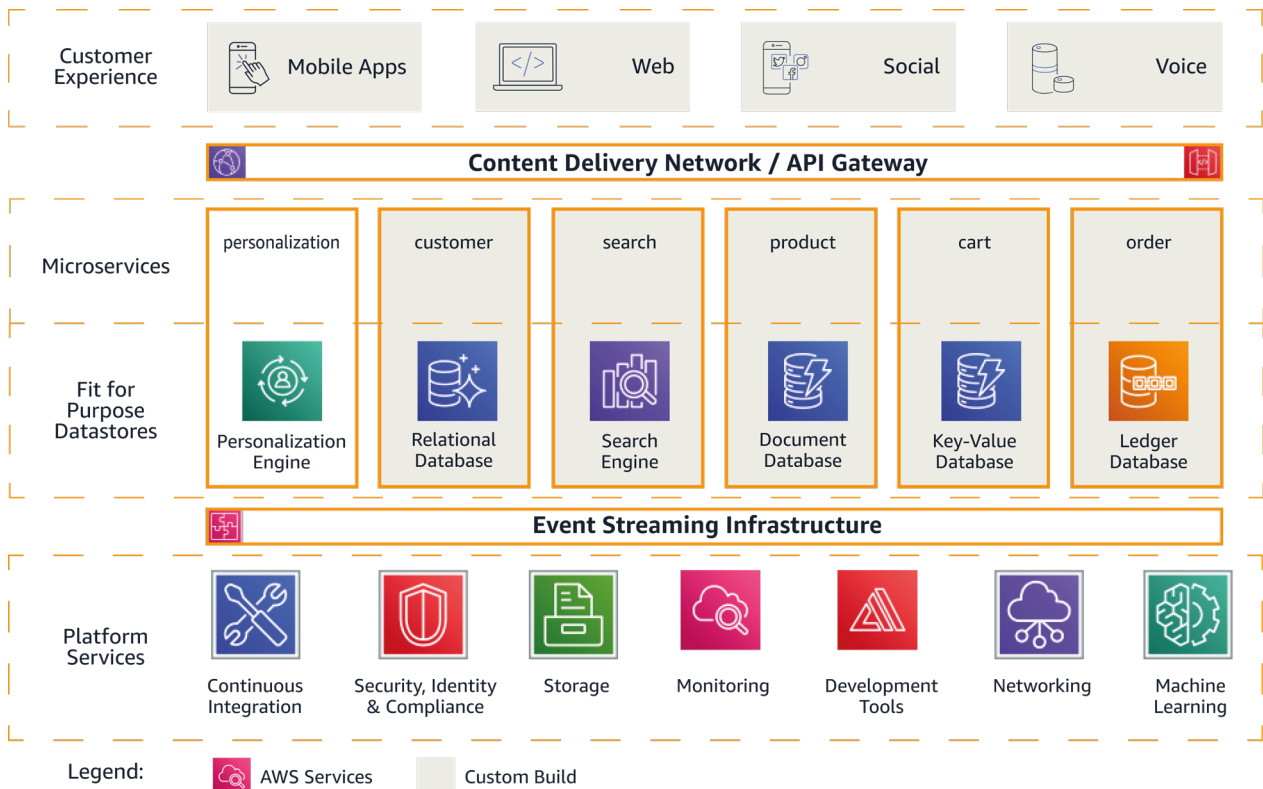 Customer
Experience
Mobile Apps
</>
Web
Social
Voice
Content Delivery Network / API Gateway
Microservices
personalization
customer
search
product
cart
order
Fit for
Purpose
Datastores
Personalization
Engine
Relational
Database
Search
Engine
Document
Database
Key-Value
Database
Ledger
Database
Event Streaming Infrastructure
Platform
Services
Continuous
Integration
Security, Identity
& Compliance
Storage
Monitoring
Development
Tools
Networking
Machine
Learning
Legend:
AWS Services
Custom Build